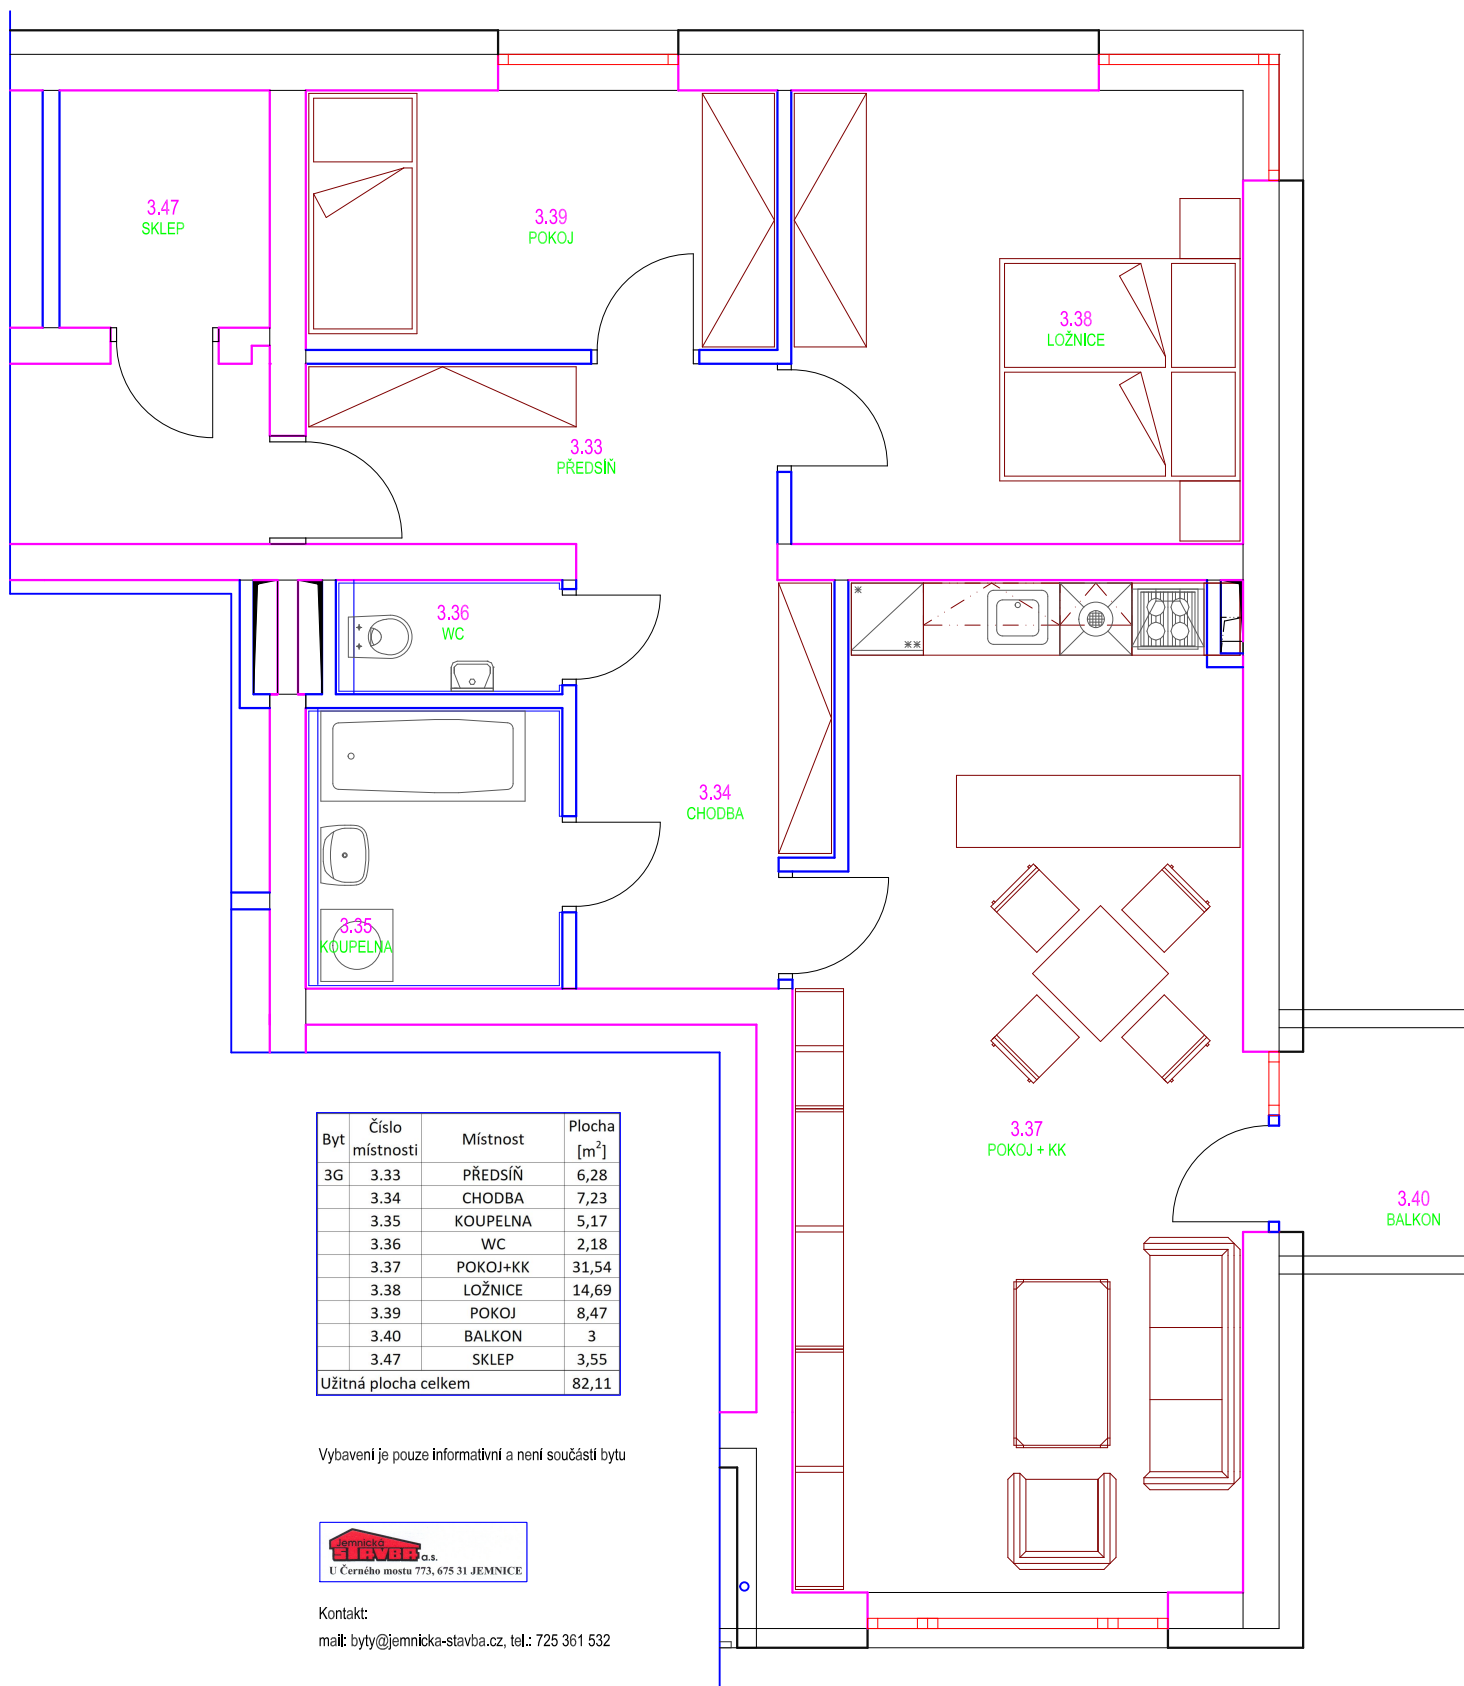 3.47
SKLEP
3.39
POKOJ
3.38
LOŽNICE
3.33
PŘEDSÍŇ
3.36
WC
3.34
CHODBA
3.35
KOUPELNA
3.37
POKOJ + KK
3.40
BALKON
Byt Číslo místnosti Místnost Plocha [m²]
3G 3.33 PŘEDSÍŇ 6,28
3.34 CHODBA 7,23
3.35 KOUPELNA 5,17
3.36 WC 2,18
3.37 POKOJ+KK 31,54
3.38 LOŽNICE 14,69
3.39 POKOJ 8,47
3.40 BALKON 3
3.47 SKLEP 3,55
Užitná plocha celkem 82,11
Vybavení je pouze informativní a není součástí bytu
Jemnická
STAVBA a.s.
U Černého mostu 773, 675 31 JEMNICE
Kontakt:
mail: byty@jemnicka-stavba.cz, tel.: 725 361 532